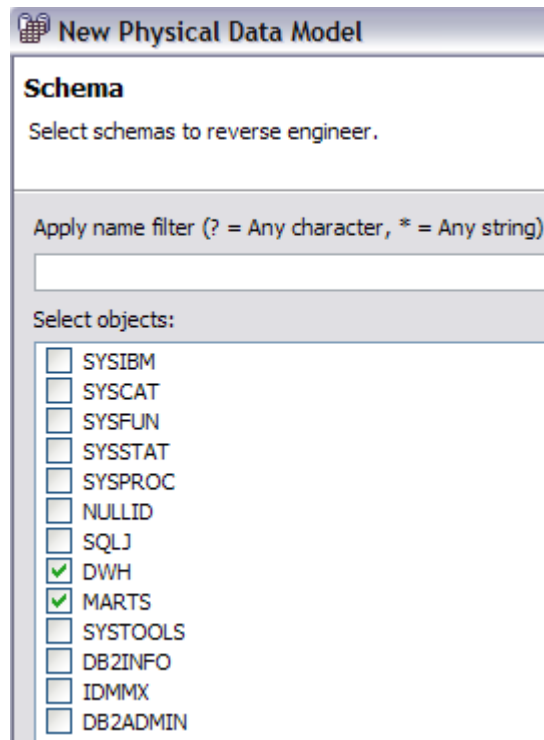 New Physical Data Model
Schema
Select schemas to reverse engineer.
Apply name filter (? = Any character, * = Any string)
Select objects:
SYSIBM
SYSCAT
SYSFUN
SYSSTAT
SYSPROC
NULLID
SQLJ
DWH
MARTS
SYSTOOLS
DB2INFO
IDMMX
DB2ADMIN